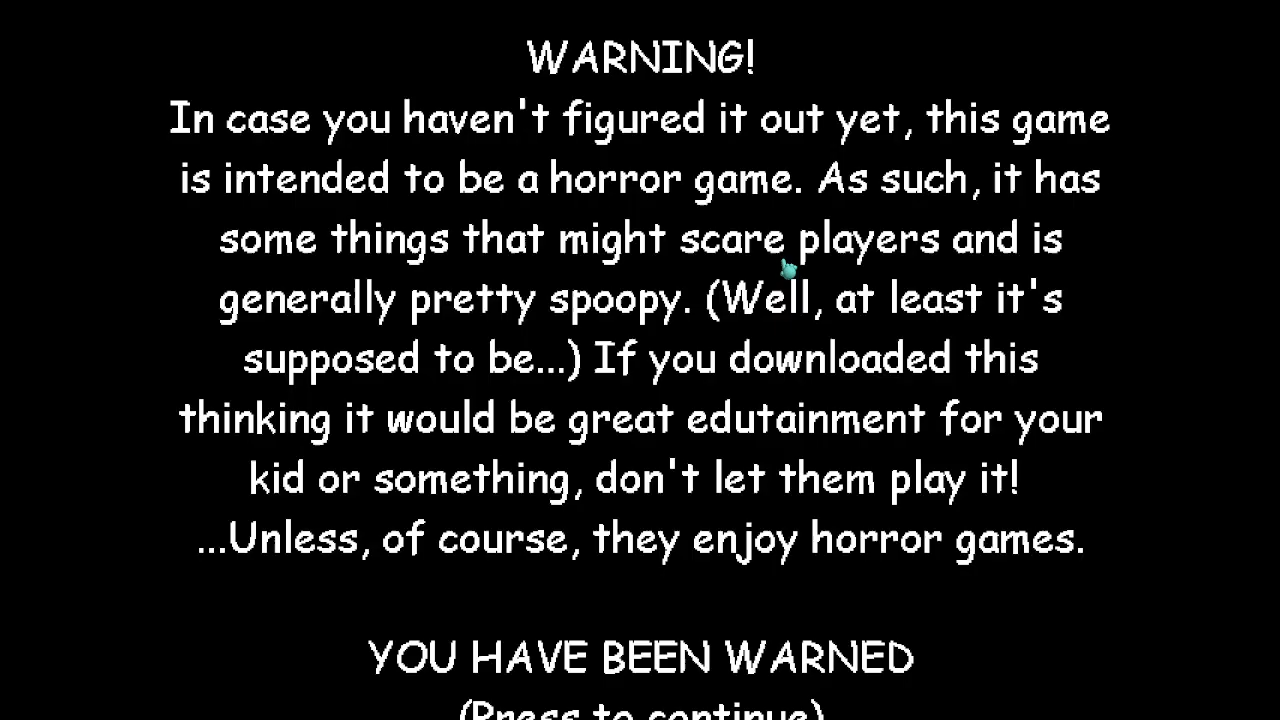 WARNING!
In case you haven't figured it out yet, this game
is intended to be a horror game. As such, it has
some things that might scare players and is
generally pretty spoopy. (Well, at least it's
supposed to be...) If you downloaded this
thinking it would be great edutainment for your
kid or something, don't let them play it!
...Unless, of course, they enjoy horror games.
YOU HAVE BEEN WARNED
(Press to continue)